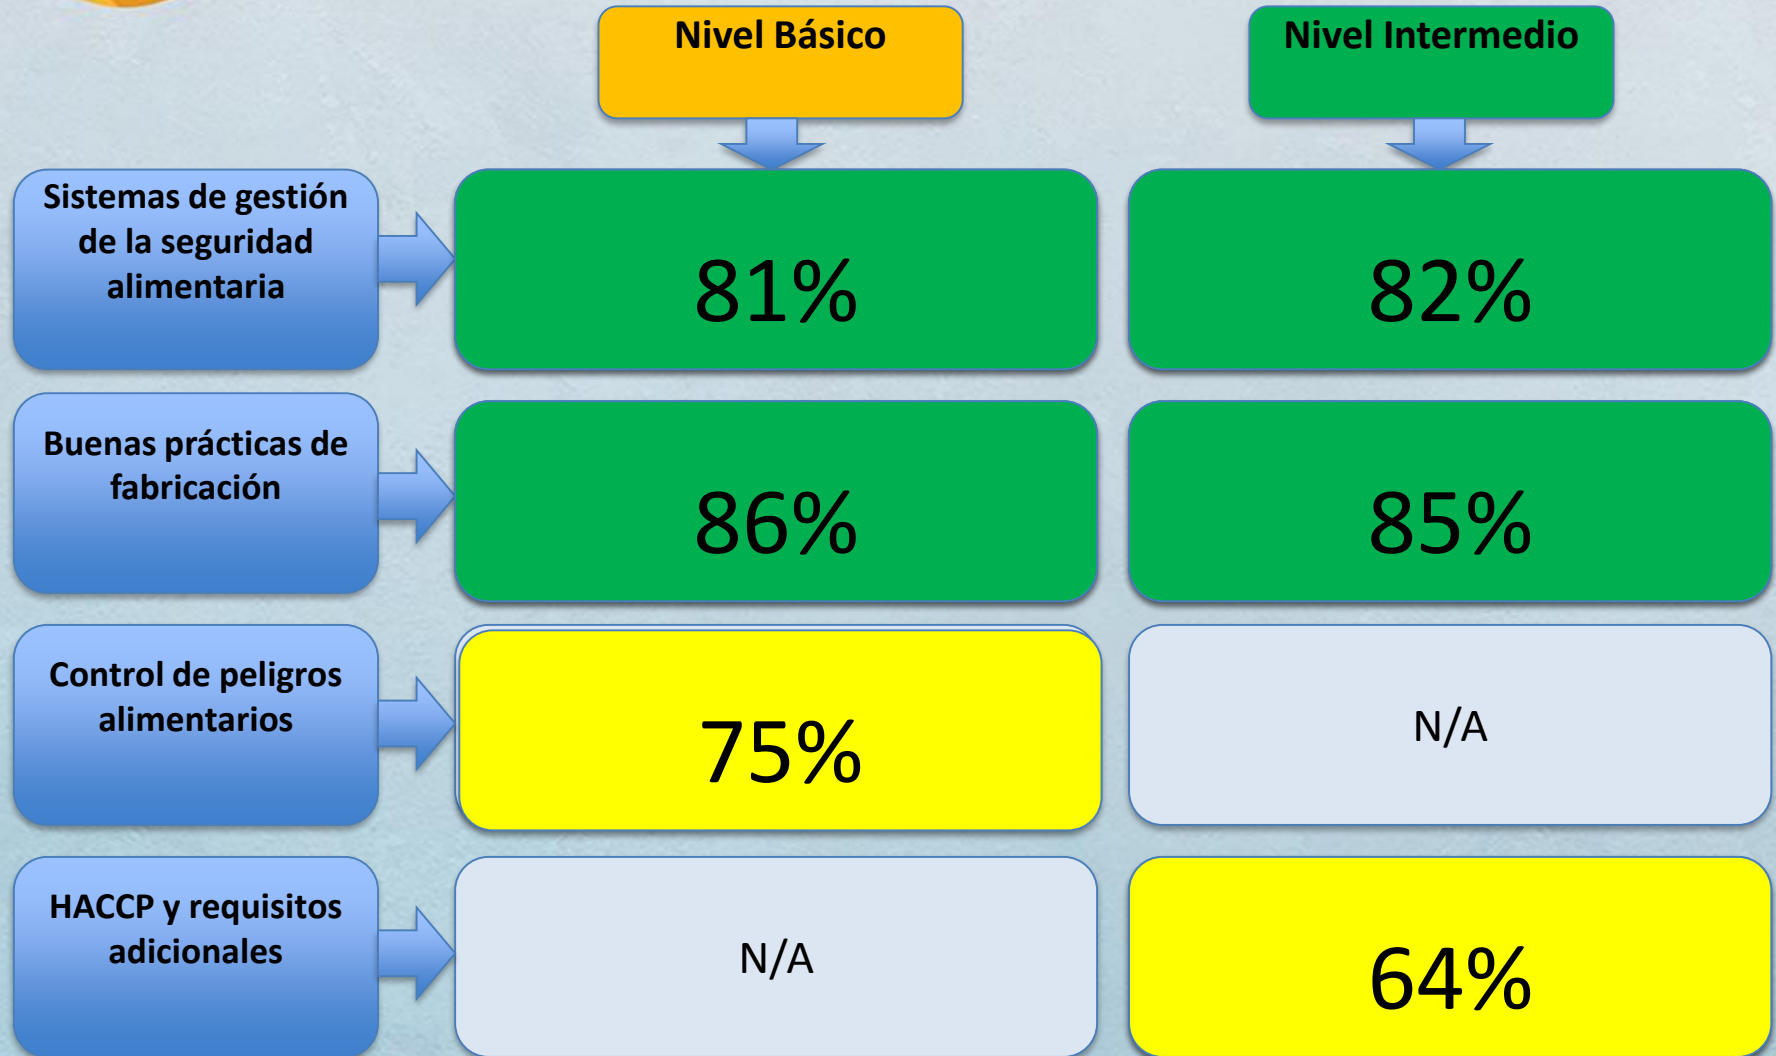 Nivel Básico
Nivel Intermedio
Sistemas de gestión
de la seguridad
alimentaria
81%
82%
Buenas prácticas de
fabricación
86%
85%
Control de peligros
alimentarios
75%
N/A
HACCP y requisitos
adicionales
N/A
64%